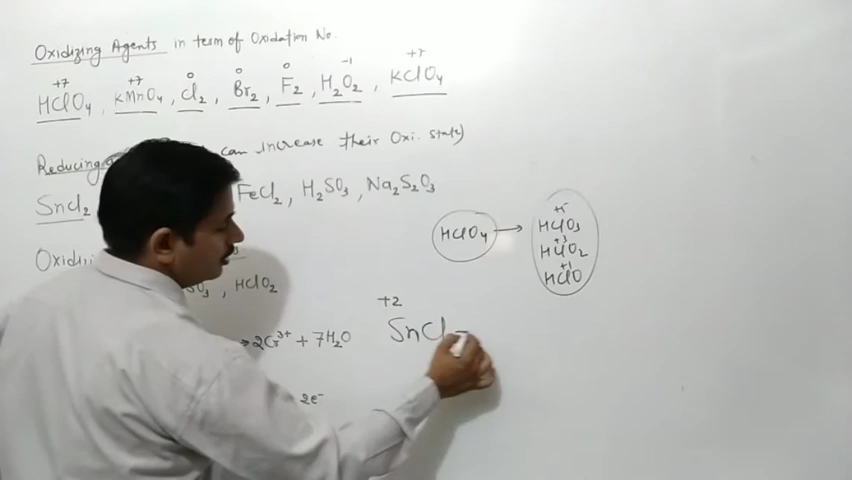 Oxidizing Agents in term of Oxidation No.
+7 +7 0 0 0 -1 +7
HClO4, KMnO4, Cl2, Br2, F2, H2O2, KClO4
Reducing can increase their Oxi. state)
SnCl2 FeCl2, H2SO3, Na2S2O3
HClO4 → +5
HClO3
+3
HClO2
+1
HClO
Oxidi
SO3, HClO2
+2
SnCl
→ 2Cr3+ + 7H2O
2e-